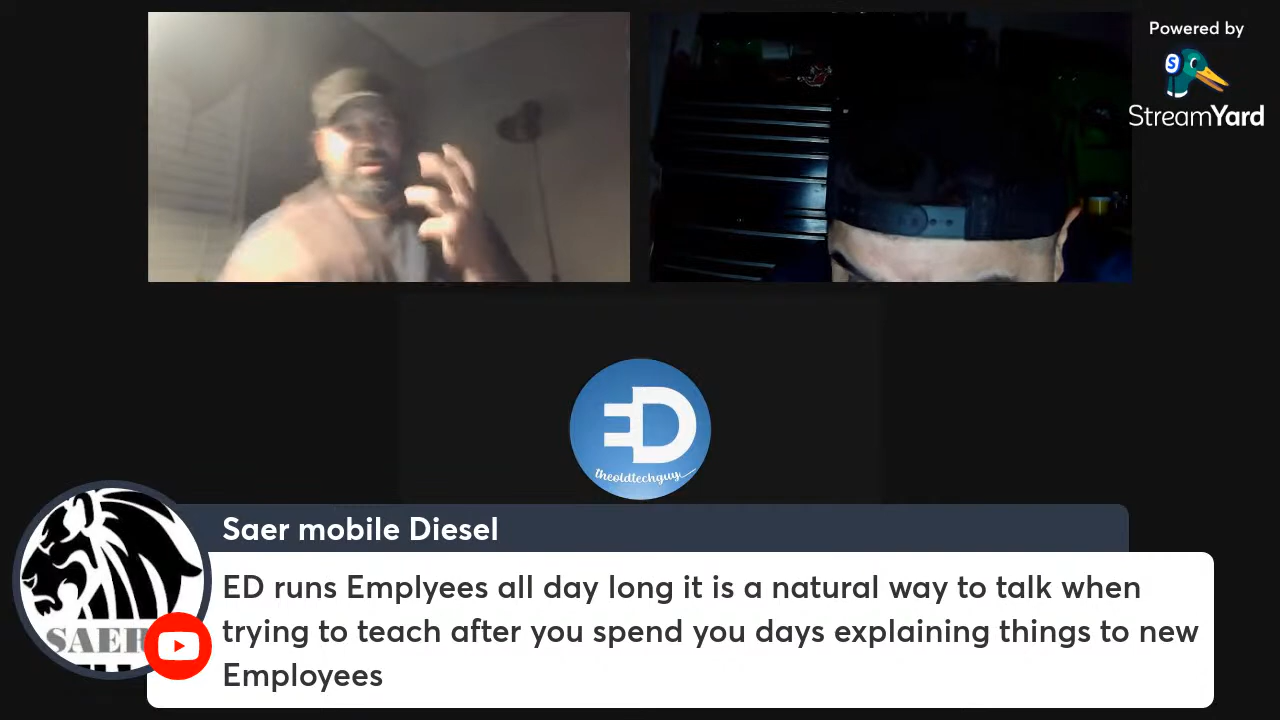 Powered by
S
StreamYard
ED
theoldtechguy
Saer mobile Diesel
ED runs Emplyees all day long it is a natural way to talk when
trying to teach after you spend you days explaining things to new
Employees
SAER